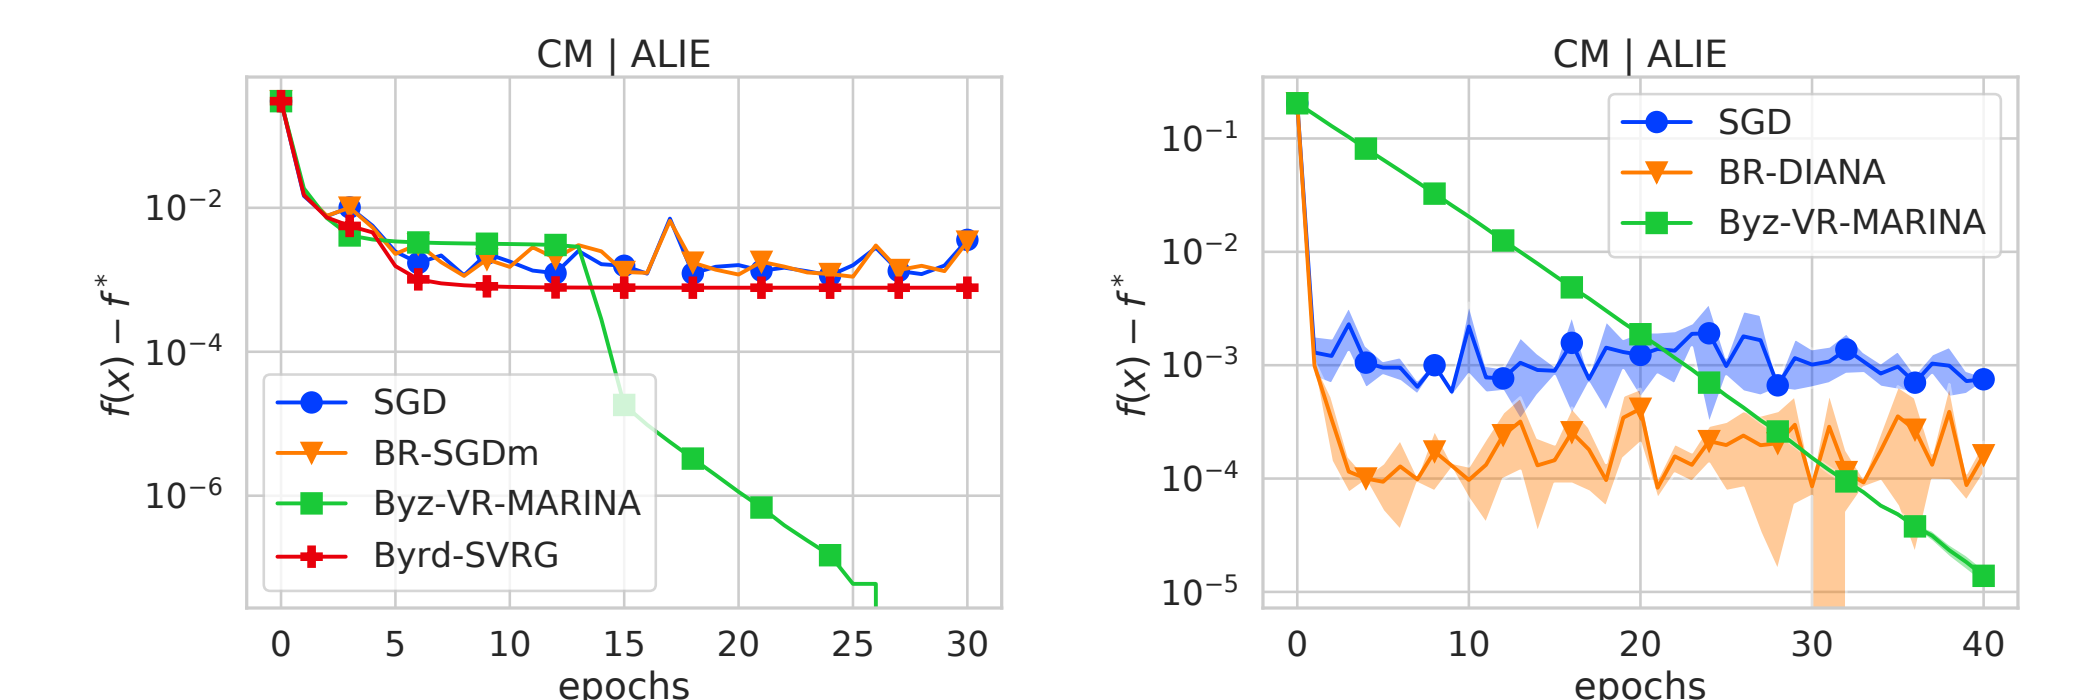 CM | ALIE
f(x) − f*
10⁻²
10⁻⁴
10⁻⁶
SGD
BR-SGDm
Byz-VR-MARINA
Byrd-SVRG
0 5 10 15 20 25 30
epochs
CM | ALIE
f(x) − f*
10⁻¹
10⁻²
10⁻³
10⁻⁴
10⁻⁵
SGD
BR-DIANA
Byz-VR-MARINA
0 10 20 30 40
epochs